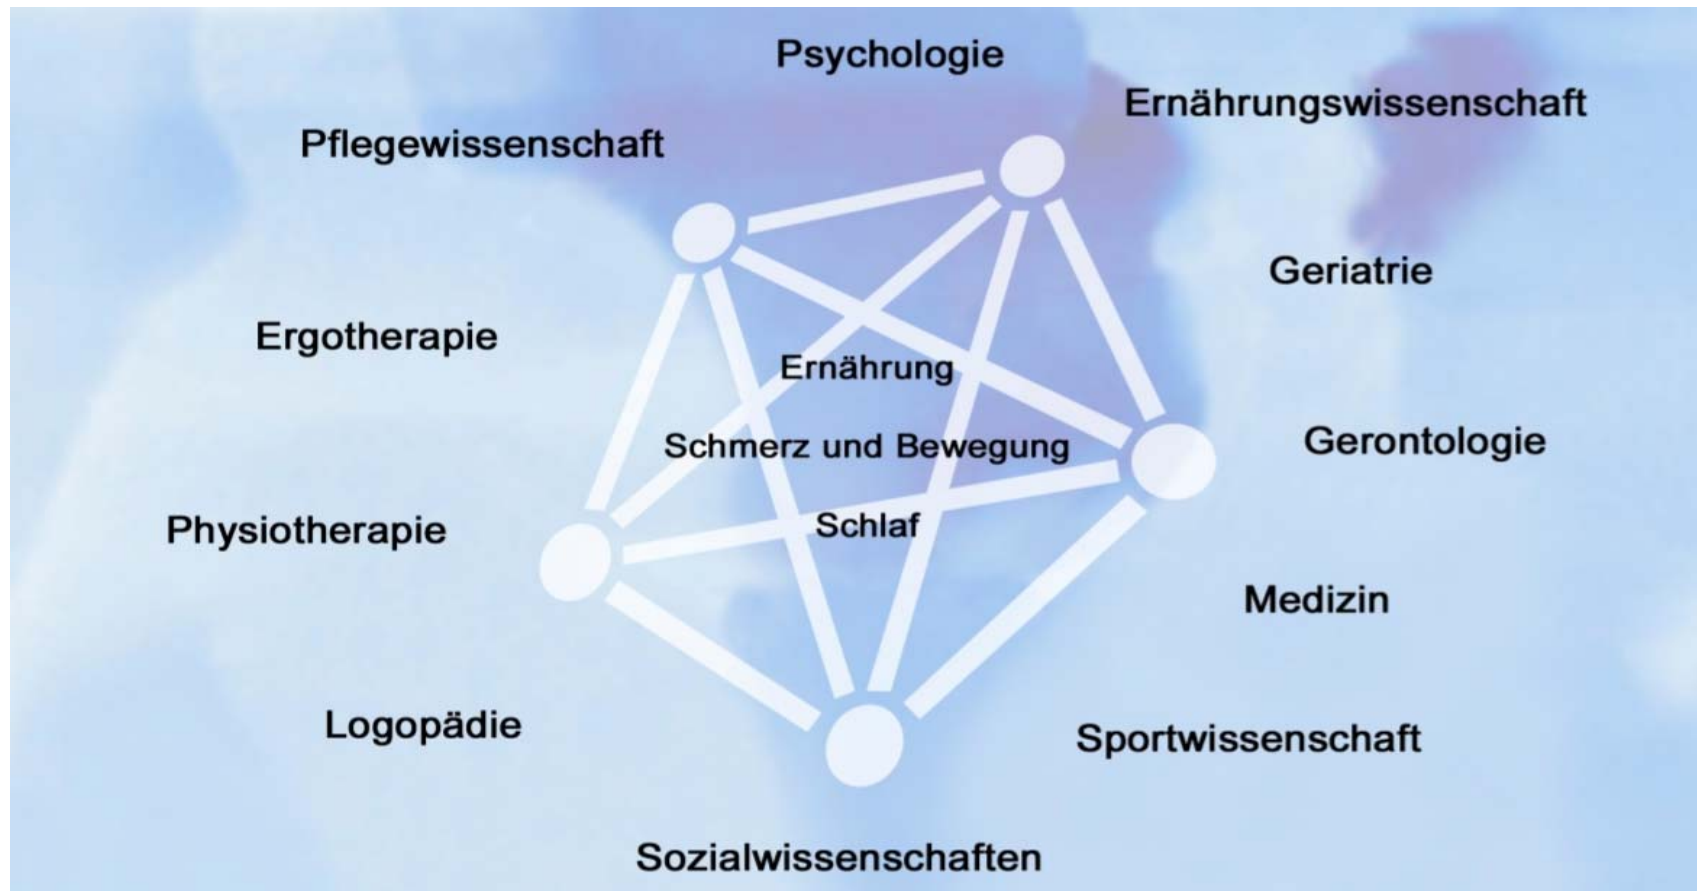 Psychologie
Ernährungswissenschaft
Pflegewissenschaft
Geriatrie
Ergotherapie
Ernährung
Gerontologie
Schmerz und Bewegung
Schlaf
Physiotherapie
Medizin
Logopädie
Sportwissenschaft
Sozialwissenschaften